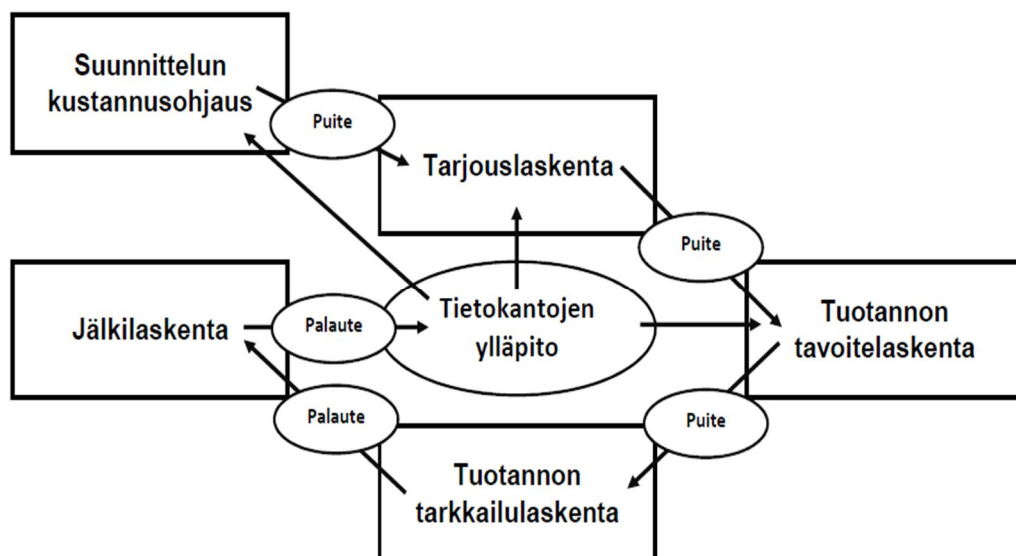 Suunnittelun
kustannusohjaus
Puite
Tarjouslaskenta
Puite
Jälkilaskenta
Palaute
Tietokantojen
ylläpito
Tuotannon
tavoitelaskenta
Palaute
Puite
Tuotannon
tarkkailulaskenta